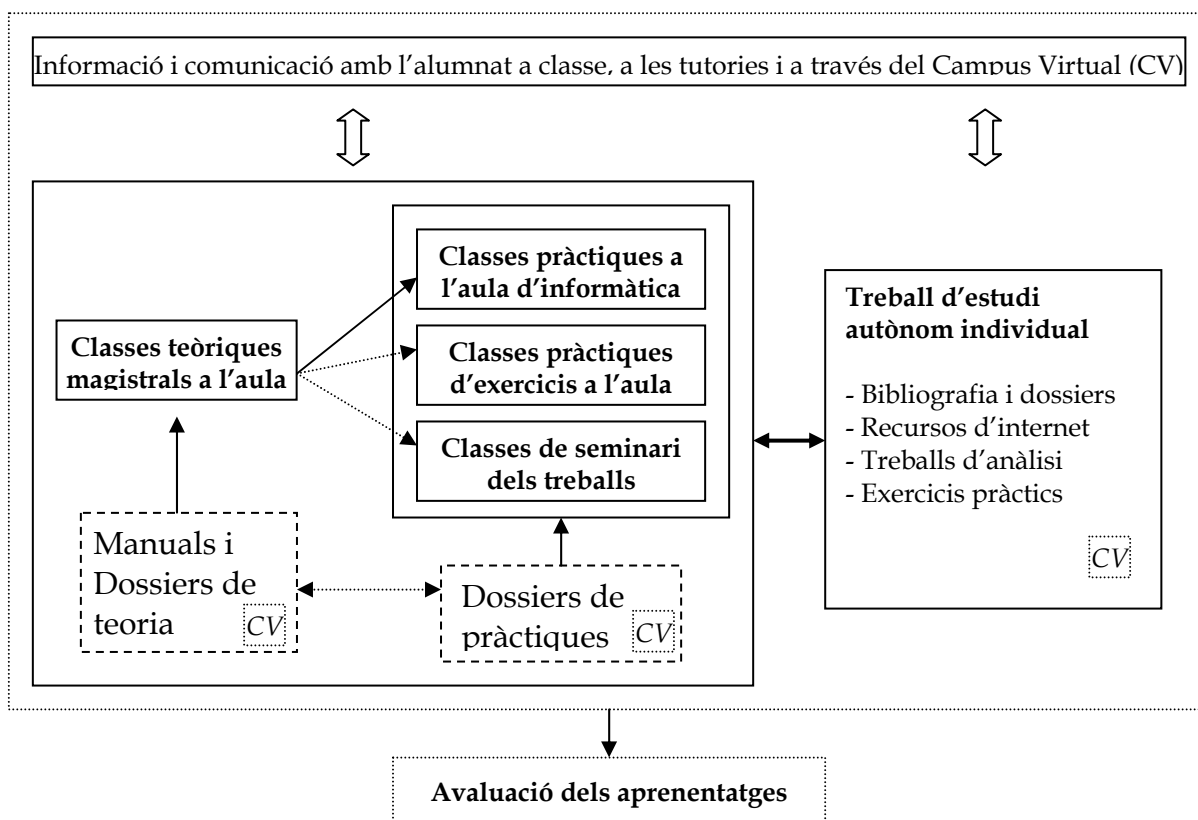 Informació i comunicació amb l'alumnat a classe, a les tutories i a través del Campus Virtual (CV)
Classes pràctiques a
l'aula d'informàtica
Classes teòriques
magistrals a l'aula
Classes pràctiques
d'exercicis a l'aula
Classes de seminari
dels treballs
Manuals i
Dossiers de
teoria
CV
Dossiers de
pràctiques
CV
Treball d'estudi
autònom individual
- Bibliografia i dossiers
- Recursos d'internet
- Treballs d'anàlisi
- Exercicis pràctics
CV
Avaluació dels aprenentatges